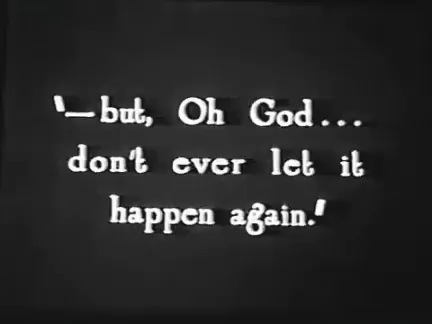 '—but, Oh God...
don't ever let it
happen again.'